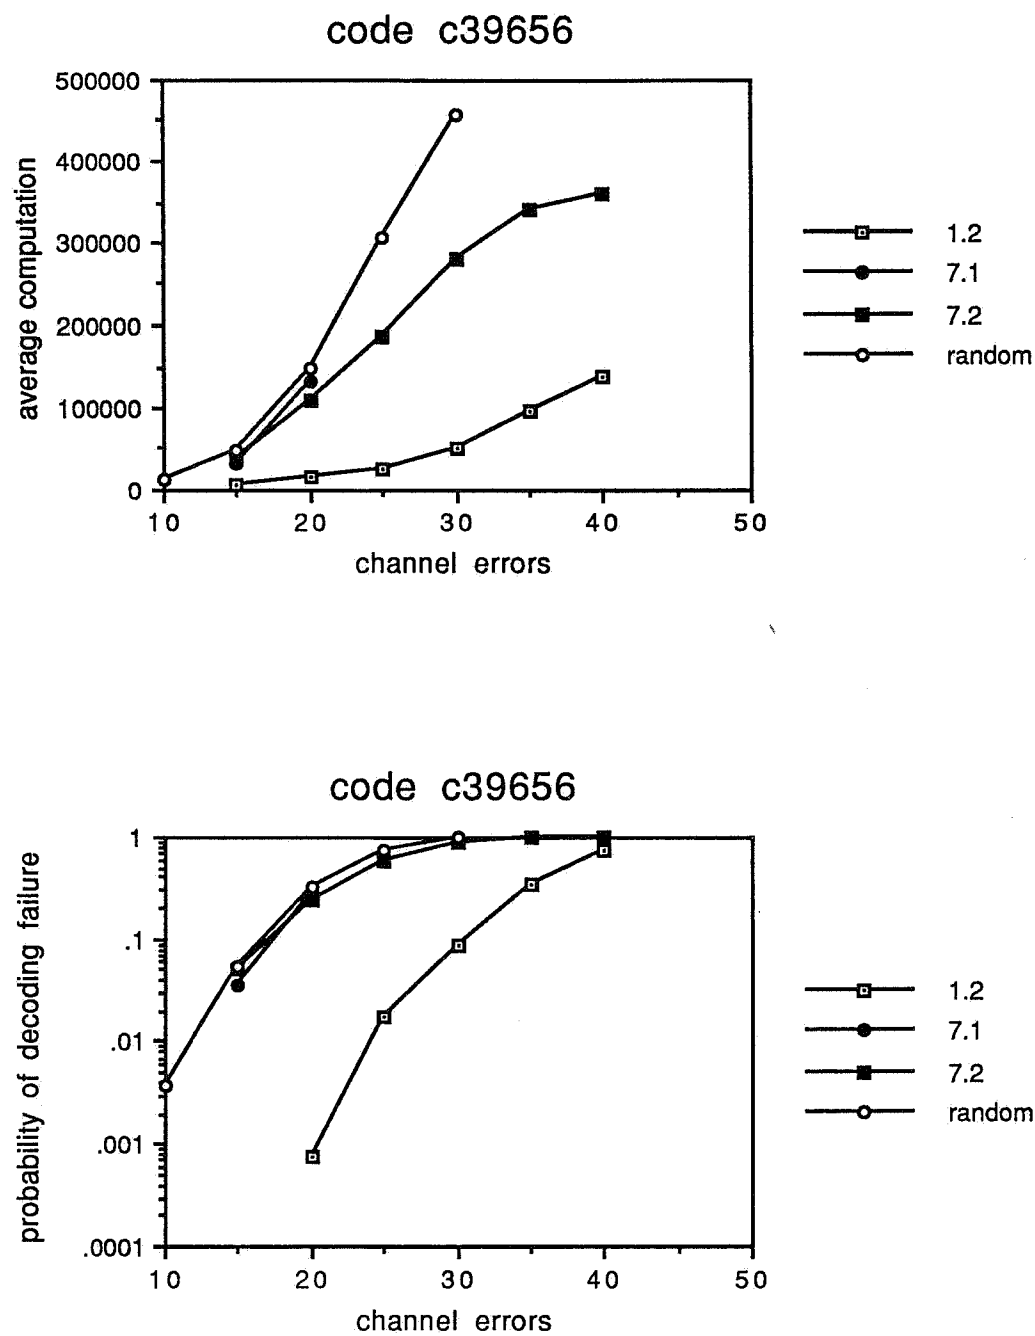 code c39656
500000
400000
300000
200000
100000
0
average computation
10 20 30 40 50
channel errors
1.2
7.1
7.2
random
code c39656
1
.1
.01
.001
.0001
probability of decoding failure
10 20 30 40 50
channel errors
1.2
7.1
7.2
random